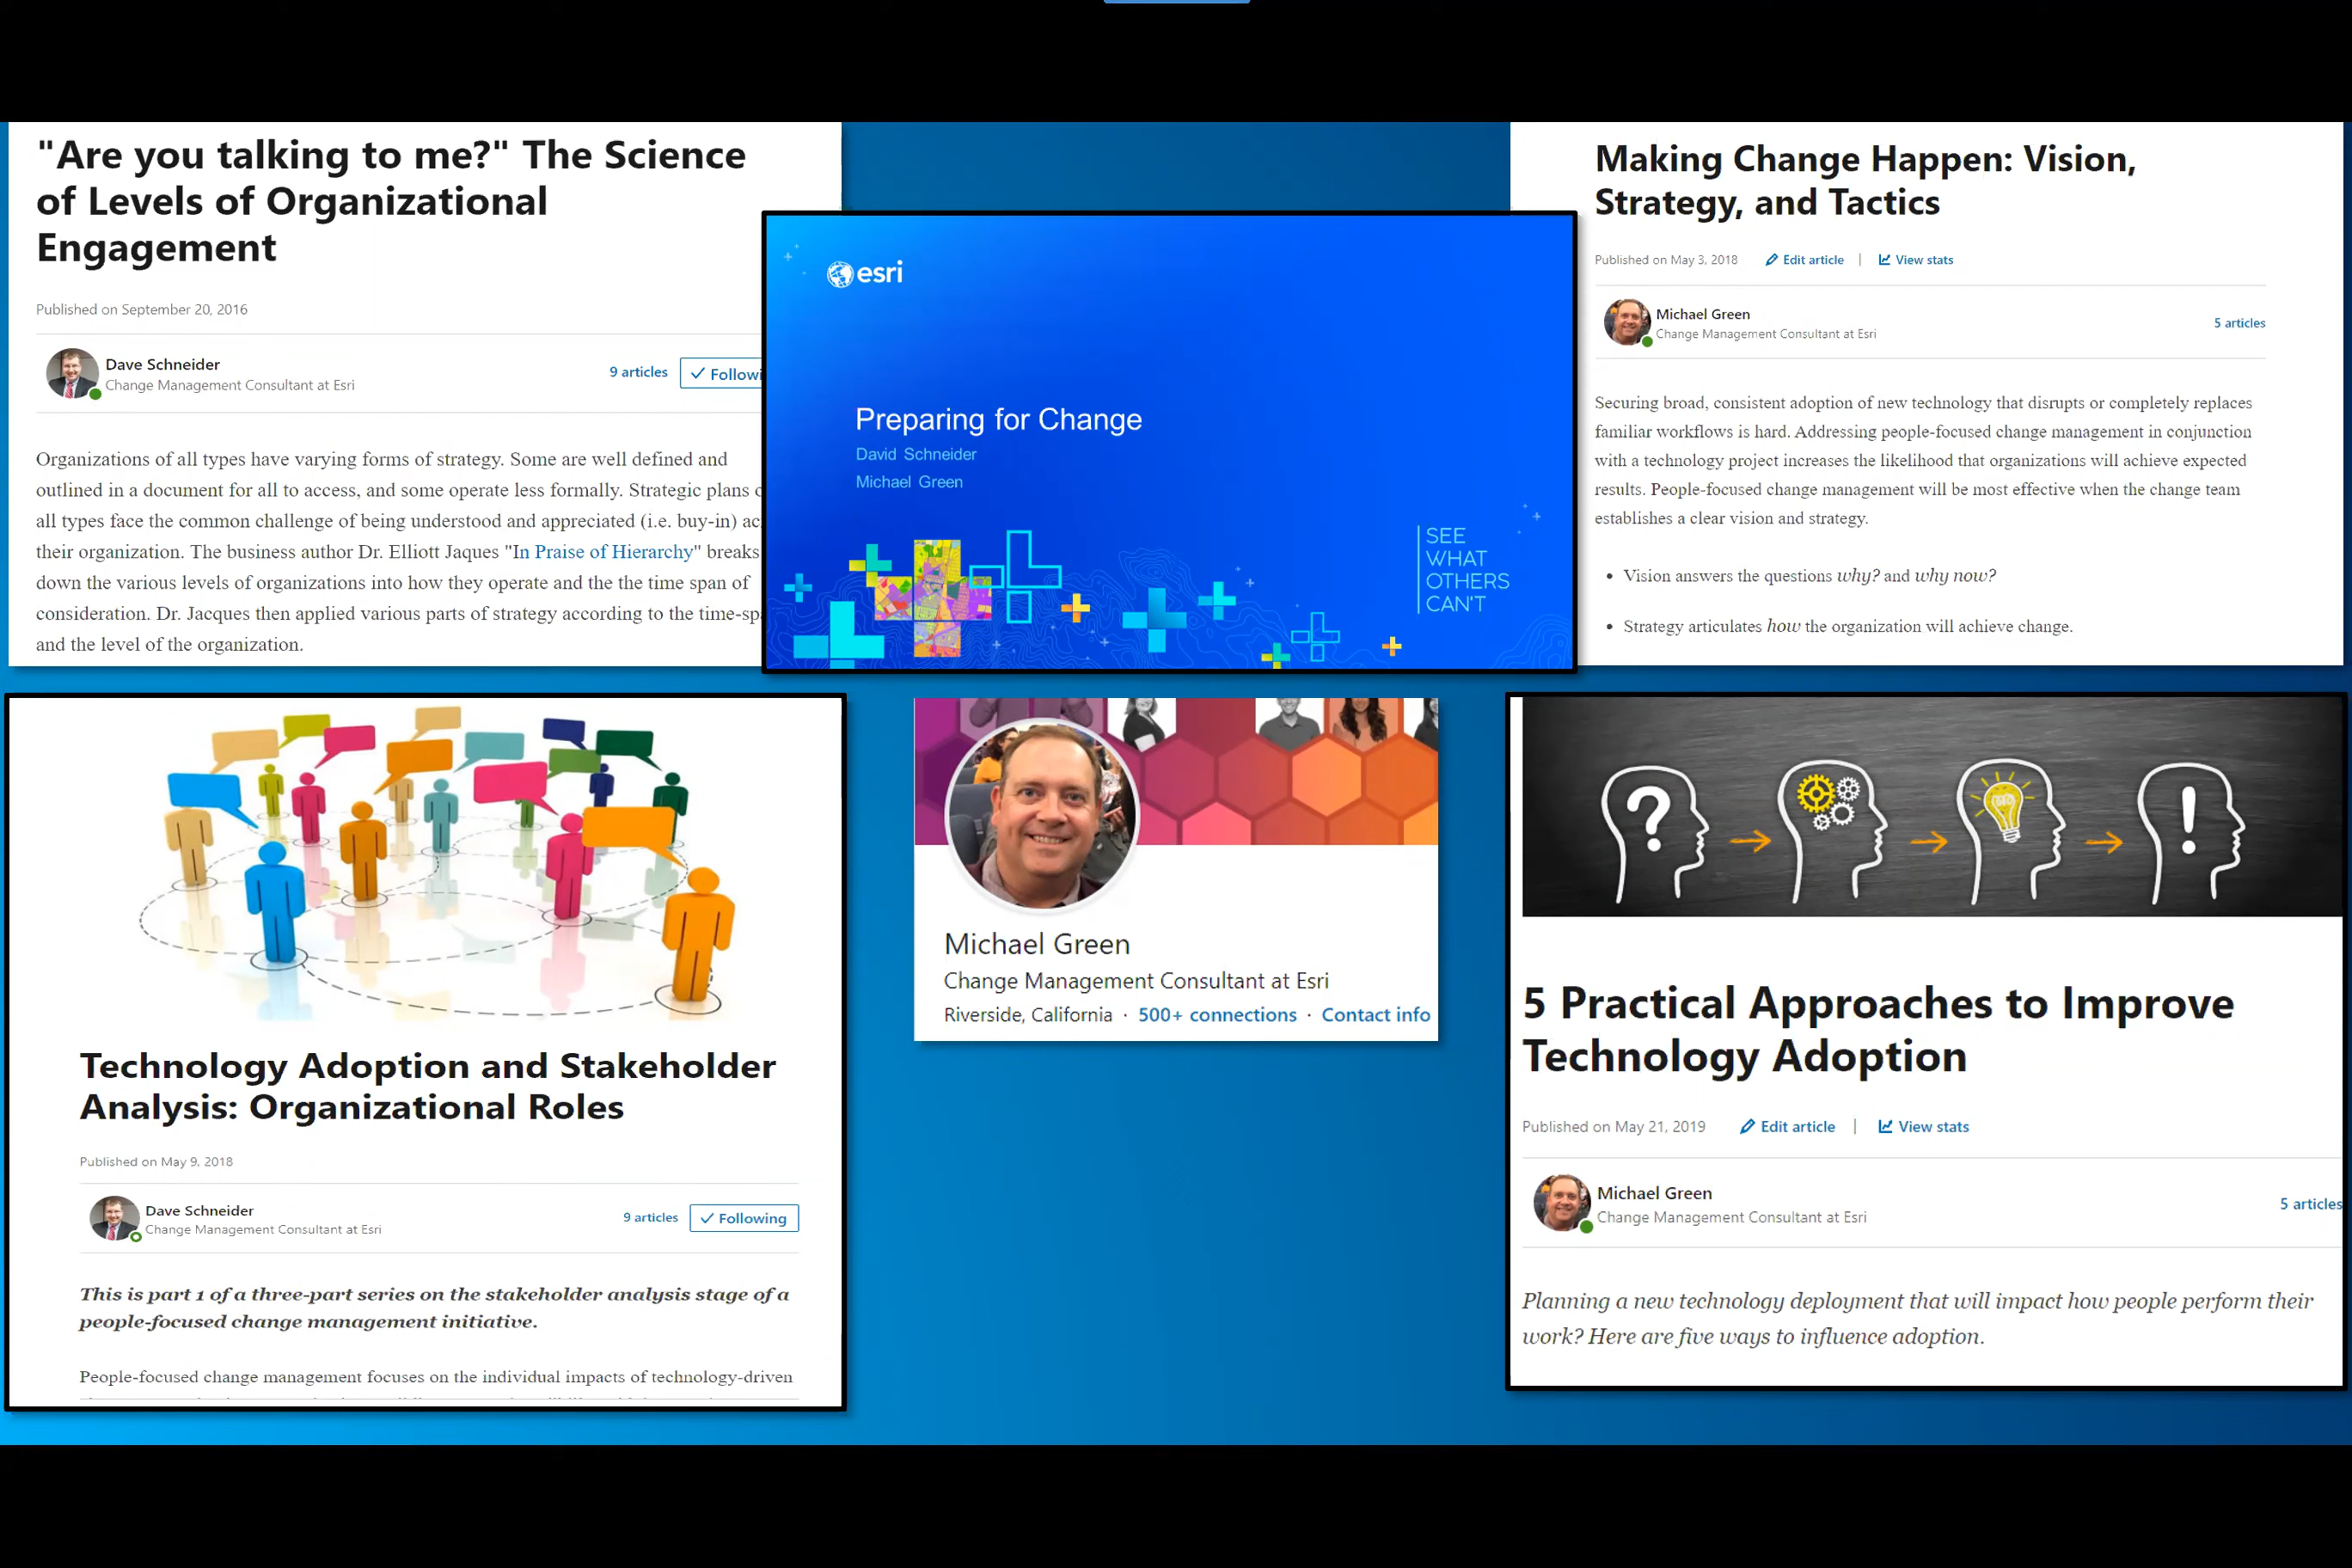 "Are you talking to me?" The Science
of Levels of Organizational
Engagement
Published on September 20, 2016
Dave Schneider
Change Management Consultant at Esri
9 articles
Followi
Organizations of all types have varying forms of strategy. Some are well defined and
outlined in a document for all to access, and some operate less formally. Strategic plans
all types face the common challenge of being understood and appreciated (i.e. buy-in) ac
their organization. The business author Dr. Elliott Jaques "In Praise of Hierarchy" breaks
down the various levels of organizations into how they operate and the the time span of
consideration. Dr. Jacques then applied various parts of strategy according to the time-sp
and the level of the organization.
esri
Preparing for Change
David Schneider
Michael Green
SEE
WHAT
OTHERS
CAN'T
Making Change Happen: Vision,
Strategy, and Tactics
Published on May 3, 2018 Edit article | View stats
Michael Green
Change Management Consultant at Esri
5 articles
Securing broad, consistent adoption of new technology that disrupts or completely replaces
familiar workflows is hard. Addressing people-focused change management in conjunction
with a technology project increases the likelihood that organizations will achieve expected
results. People-focused change management will be most effective when the change team
establishes a clear vision and strategy.
• Vision answers the questions why? and why now?
• Strategy articulates how the organization will achieve change.
Technology Adoption and Stakeholder
Analysis: Organizational Roles
Published on May 9, 2018
Dave Schneider
Change Management Consultant at Esri
9 articles
Following
This is part 1 of a three-part series on the stakeholder analysis stage of a
people-focused change management initiative.
People-focused change management focuses on the individual impacts of technology-driven
Michael Green
Change Management Consultant at Esri
Riverside, California · 500+ connections · Contact info
5 Practical Approaches to Improve
Technology Adoption
Published on May 21, 2019 Edit article | View stats
Michael Green
Change Management Consultant at Esri
5 articles
Planning a new technology deployment that will impact how people perform their
work? Here are five ways to influence adoption.